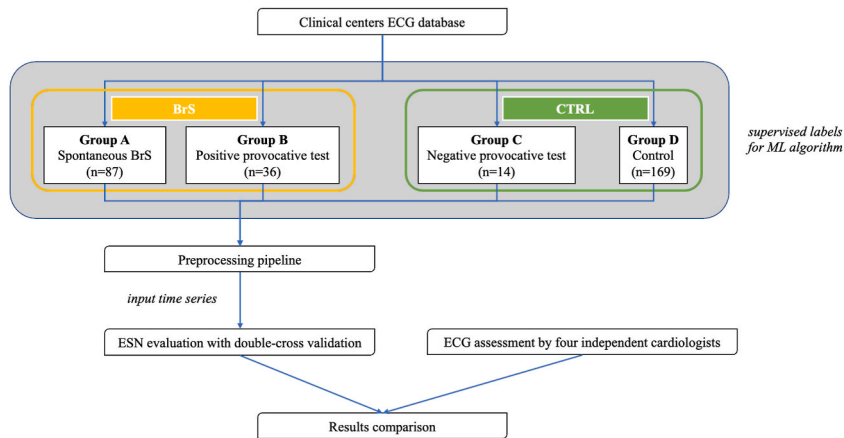 Clinical centers ECG database
BrS
CTRL
Group A
Spontaneous BrS
(n=87)
Group B
Positive provocative test
(n=36)
Group C
Negative provocative test
(n=14)
Group D
Control
(n=169)
supervised labels
for ML algorithm
Preprocessing pipeline
input time series
ESN evaluation with double-cross validation
ECG assessment by four independent cardiologists
Results comparison